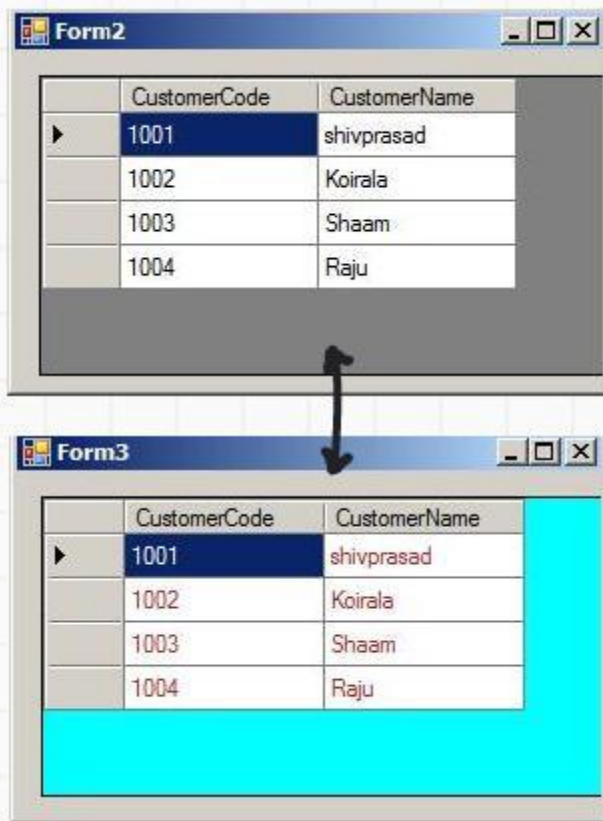 Form2
CustomerCode CustomerName
1001 shivprasad
1002 Koirala
1003 Shaam
1004 Raju
Form3
CustomerCode CustomerName
1001 shivprasad
1002 Koirala
1003 Shaam
1004 Raju